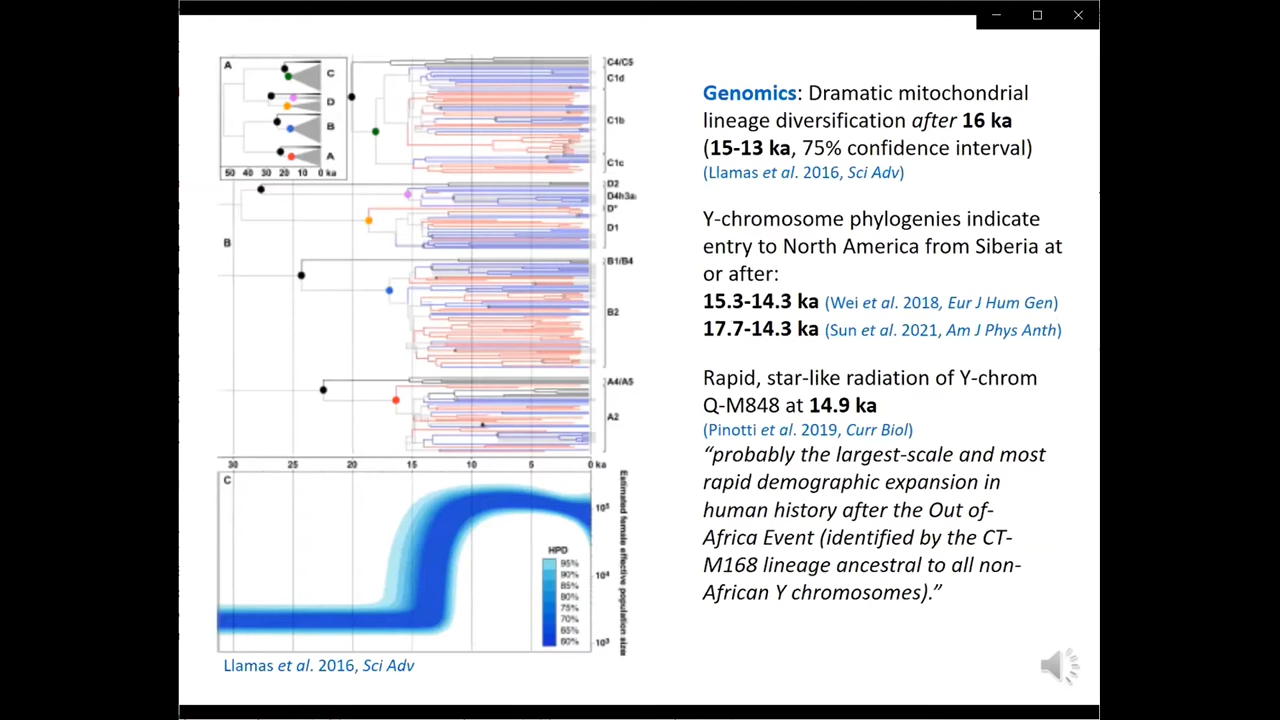 A
C
D
B
A
50 40 30 20 10 0 ka
C4/C5
C1d
C1b
C1c
D2
D4h3a
D*
D1
B
B1/B4
B2
A4/A5
A2
30 25 20 15 10 5 0 ka
C
Estimated female effective population size
10⁵
10⁴
10³
HPD
95%
90%
85%
80%
75%
70%
65%
60%
Llamas et al. 2016, Sci Adv
Genomics: Dramatic mitochondrial
lineage diversification after 16 ka
(15-13 ka, 75% confidence interval)
(Llamas et al. 2016, Sci Adv)
Y-chromosome phylogenies indicate
entry to North America from Siberia at
or after:
15.3-14.3 ka (Wei et al. 2018, Eur J Hum Gen)
17.7-14.3 ka (Sun et al. 2021, Am J Phys Anth)
Rapid, star-like radiation of Y-chrom
Q-M848 at 14.9 ka
(Pinotti et al. 2019, Curr Biol)
“probably the largest-scale and most
rapid demographic expansion in
human history after the Out of-
Africa Event (identified by the CT-
M168 lineage ancestral to all non-
African Y chromosomes).”